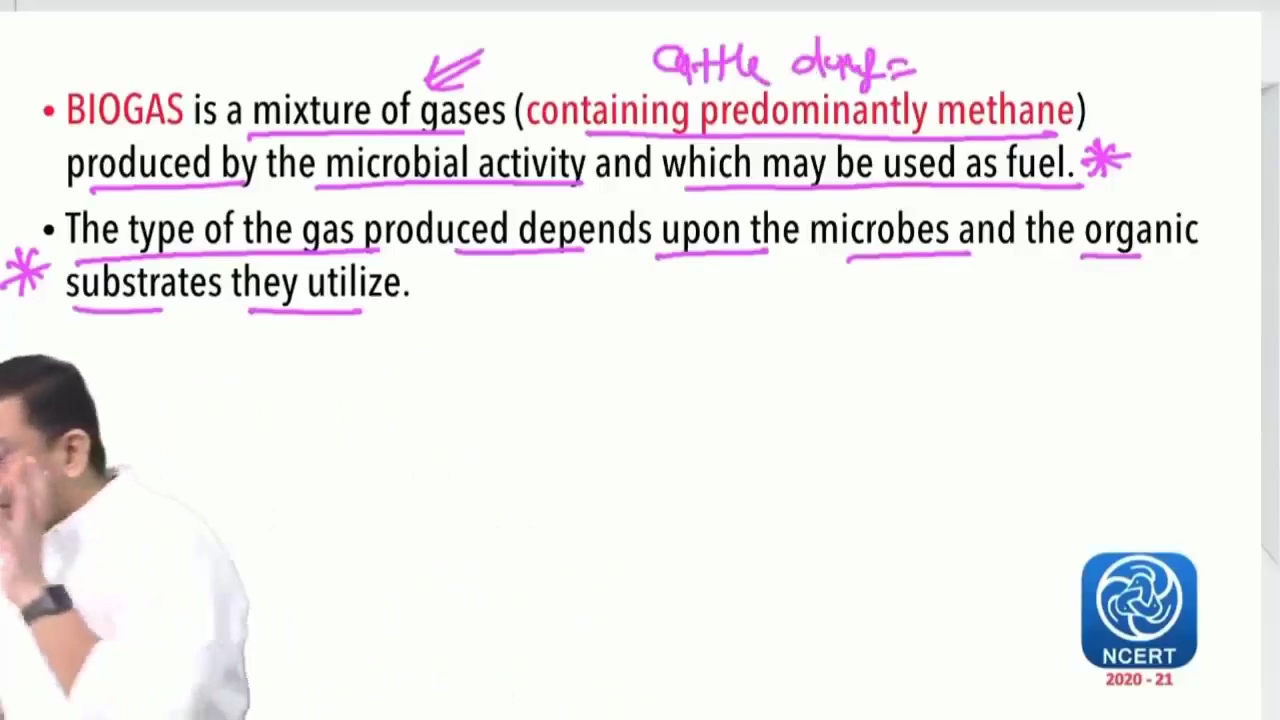 Cattle dung =
• BIOGAS is a mixture of gases (containing predominantly methane)
produced by the microbial activity and which may be used as fuel.
• The type of the gas produced depends upon the microbes and the organic
substrates they utilize.
NCERT
2020 - 21